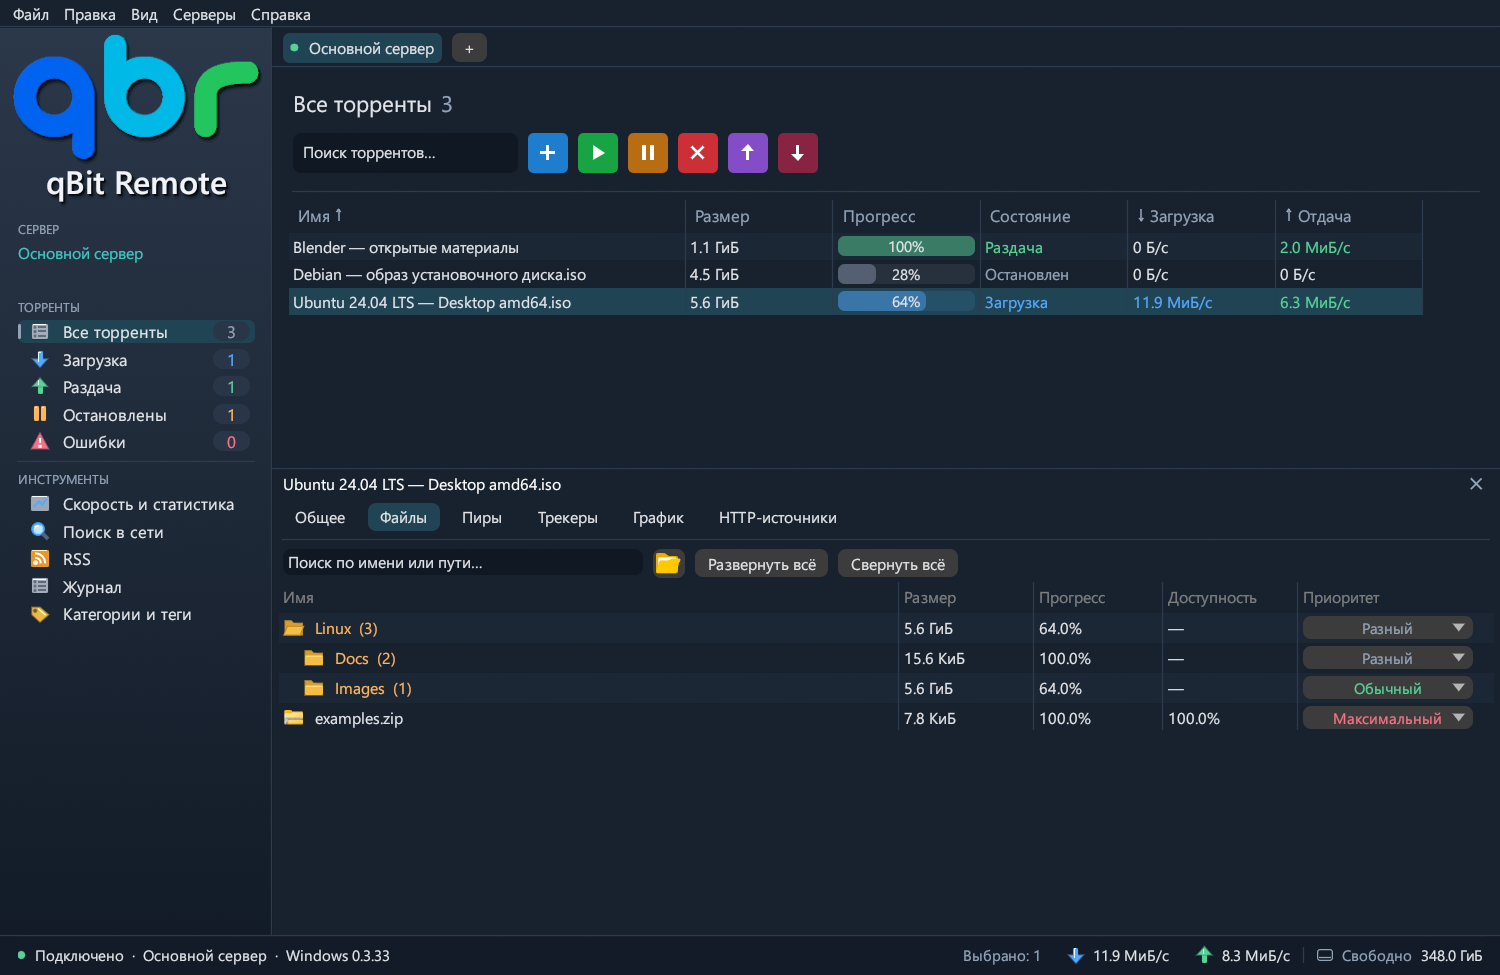 Файл Правка Вид Серверы Справка
qbr
qBit Remote
СЕРВЕР
Основной сервер
ТОРРЕНТЫ
Все торренты 3
Загрузка 1
Раздача 1
Остановлены 1
Ошибки 0
ИНСТРУМЕНТЫ
Скорость и статистика
Поиск в сети
RSS
Журнал
Категории и теги
Основной сервер +
Все торренты 3
Поиск торрентов...
Имя ↑ Размер Прогресс Состояние ↓ Загрузка ↑ Отдача
Blender — открытые материалы 1.1 ГиБ 100% Раздача 0 Б/с 2.0 МиБ/с
Debian — образ установочного диска.iso 4.5 ГиБ 28% Остановлен 0 Б/с 0 Б/с
Ubuntu 24.04 LTS — Desktop amd64.iso 5.6 ГиБ 64% Загрузка 11.9 МиБ/с 6.3 МиБ/с
Ubuntu 24.04 LTS — Desktop amd64.iso
Общее Файлы Пиры Трекеры График HTTP-источники
Поиск по имени или пути... Развернуть всё Свернуть всё
Имя Размер Прогресс Доступность Приоритет
Linux (3) 5.6 ГиБ 64.0% — Разный
Docs (2) 15.6 КиБ 100.0% — Разный
Images (1) 5.6 ГиБ 64.0% — Обычный
examples.zip 7.8 КиБ 100.0% 100.0% Максимальный
Подключено · Основной сервер · Windows 0.3.33 Выбрано: 1 11.9 МиБ/с 8.3 МиБ/с Свободно 348.0 ГиБ